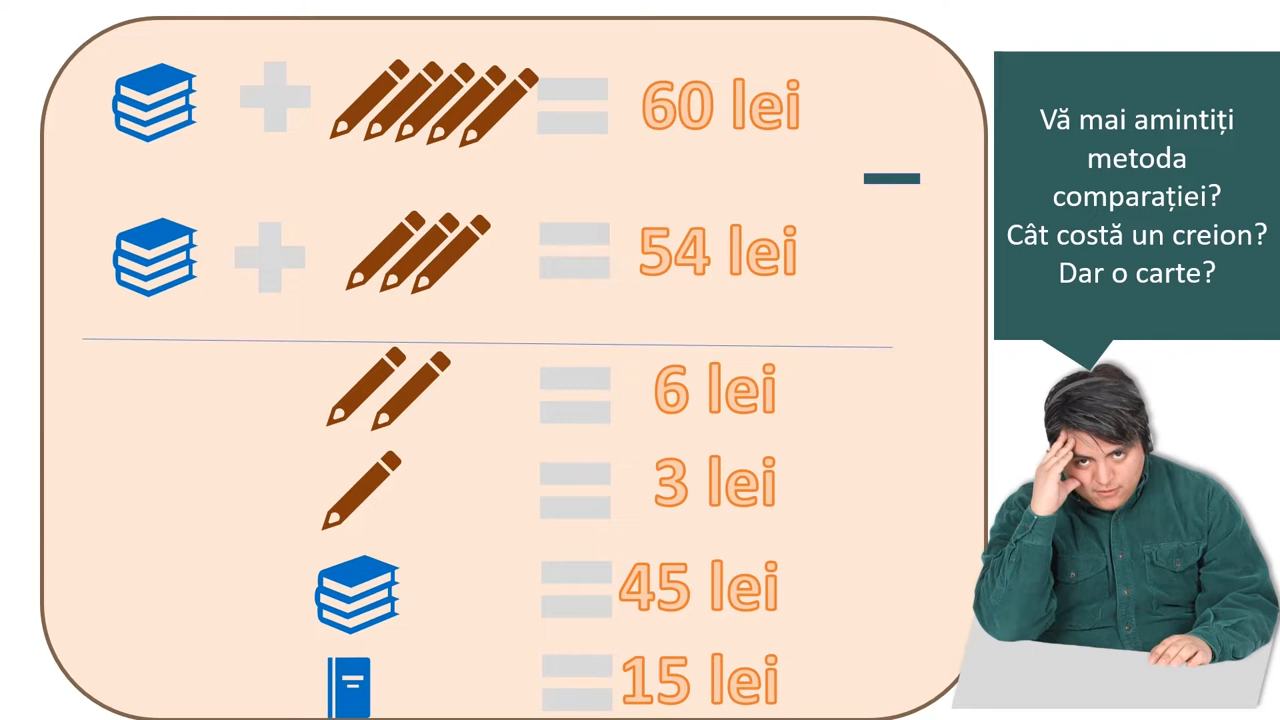 60 lei
54 lei
6 lei
3 lei
45 lei
15 lei
Vă mai amintiți
metoda
comparației?
Cât costă un creion?
Dar o carte?